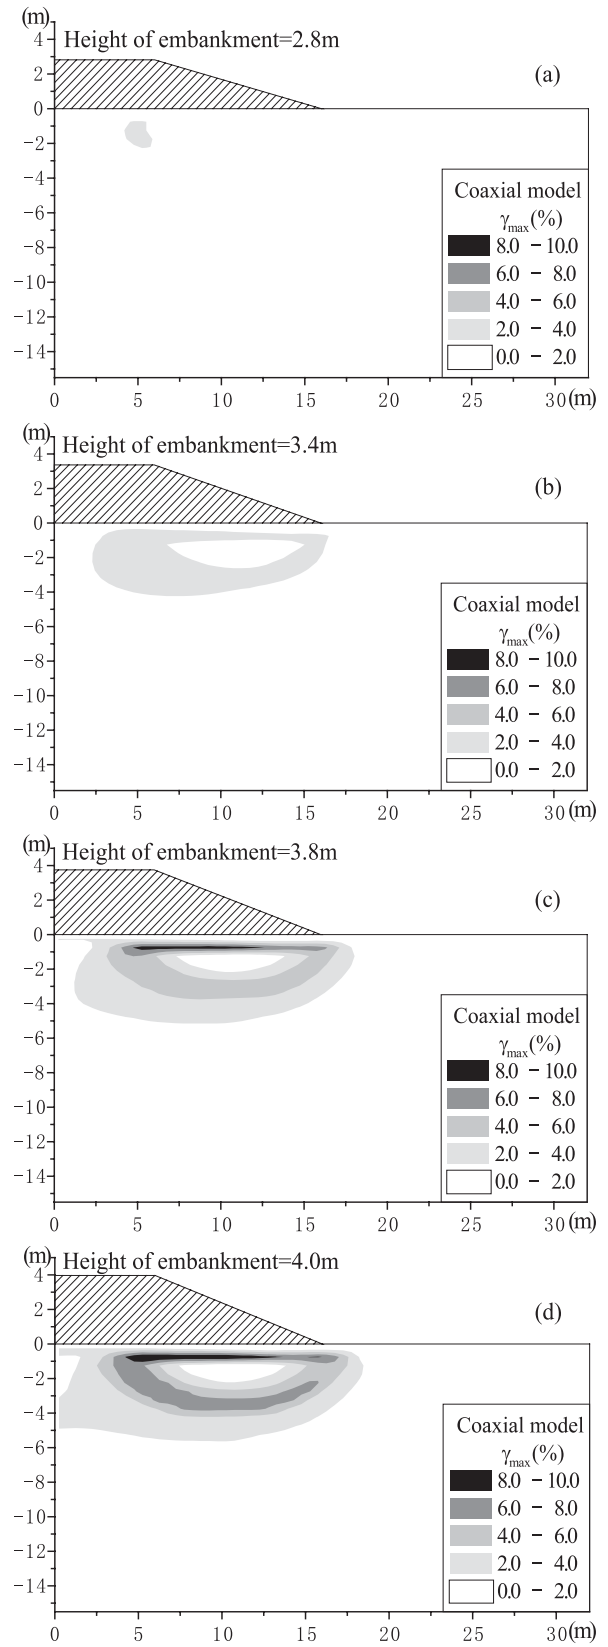 (m)
Height of embankment=2.8m
(a)
4
2
0
−2
−4
−6
−8
−10
−12
−14
Coaxial model
γmax(%)
8.0 − 10.0
6.0 − 8.0
4.0 − 6.0
2.0 − 4.0
0.0 − 2.0
0 5 10 15 20 25 30 (m)
(m)
Height of embankment=3.4m
(b)
4
2
0
−2
−4
−6
−8
−10
−12
−14
Coaxial model
γmax(%)
8.0 − 10.0
6.0 − 8.0
4.0 − 6.0
2.0 − 4.0
0.0 − 2.0
0 5 10 15 20 25 30 (m)
(m)
Height of embankment=3.8m
(c)
4
2
0
−2
−4
−6
−8
−10
−12
−14
Coaxial model
γmax(%)
8.0 − 10.0
6.0 − 8.0
4.0 − 6.0
2.0 − 4.0
0.0 − 2.0
0 5 10 15 20 25 30 (m)
(m)
Height of embankment=4.0m
(d)
4
2
0
−2
−4
−6
−8
−10
−12
−14
Coaxial model
γmax(%)
8.0 − 10.0
6.0 − 8.0
4.0 − 6.0
2.0 − 4.0
0.0 − 2.0
0 5 10 15 20 25 30 (m)